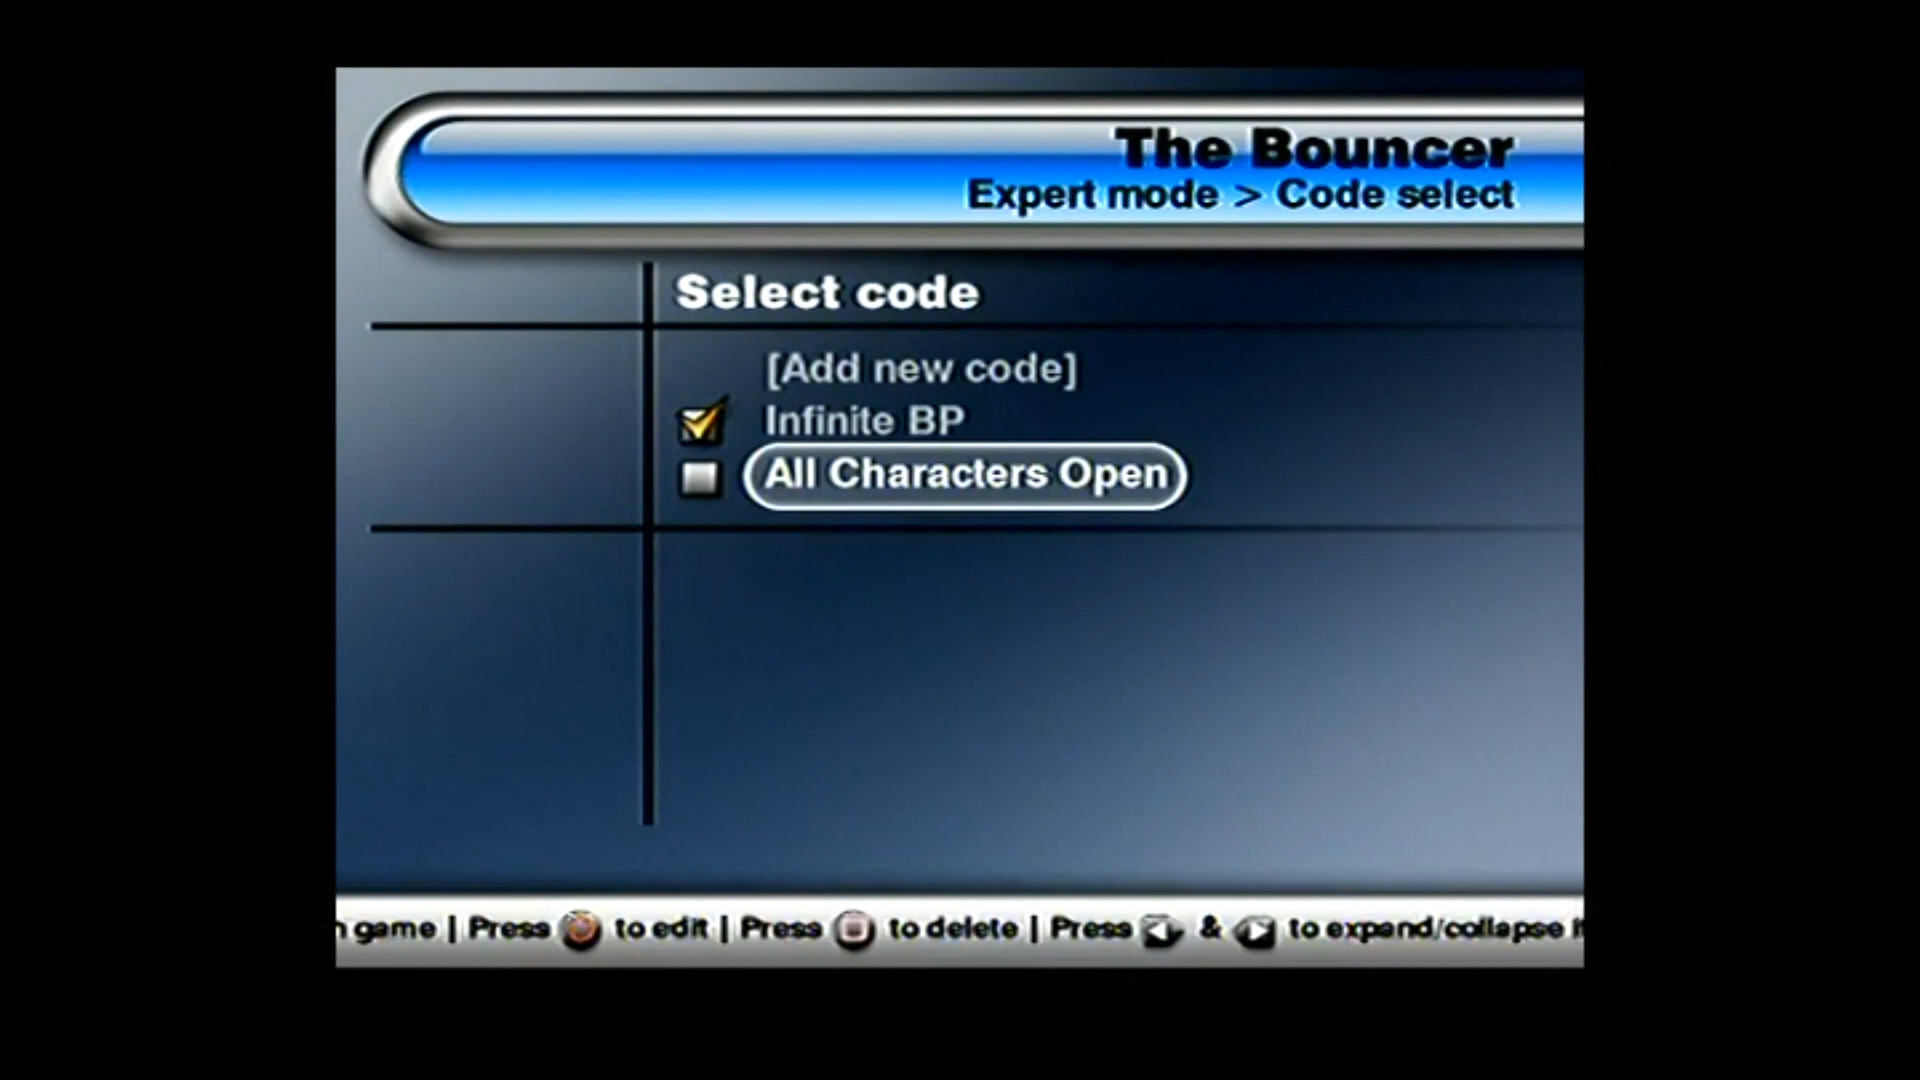 The Bouncer
Expert mode > Code select
Select code
[Add new code]
Infinite BP
All Characters Open
game | Press to edit | Press to delete | Press & to expand/collapse